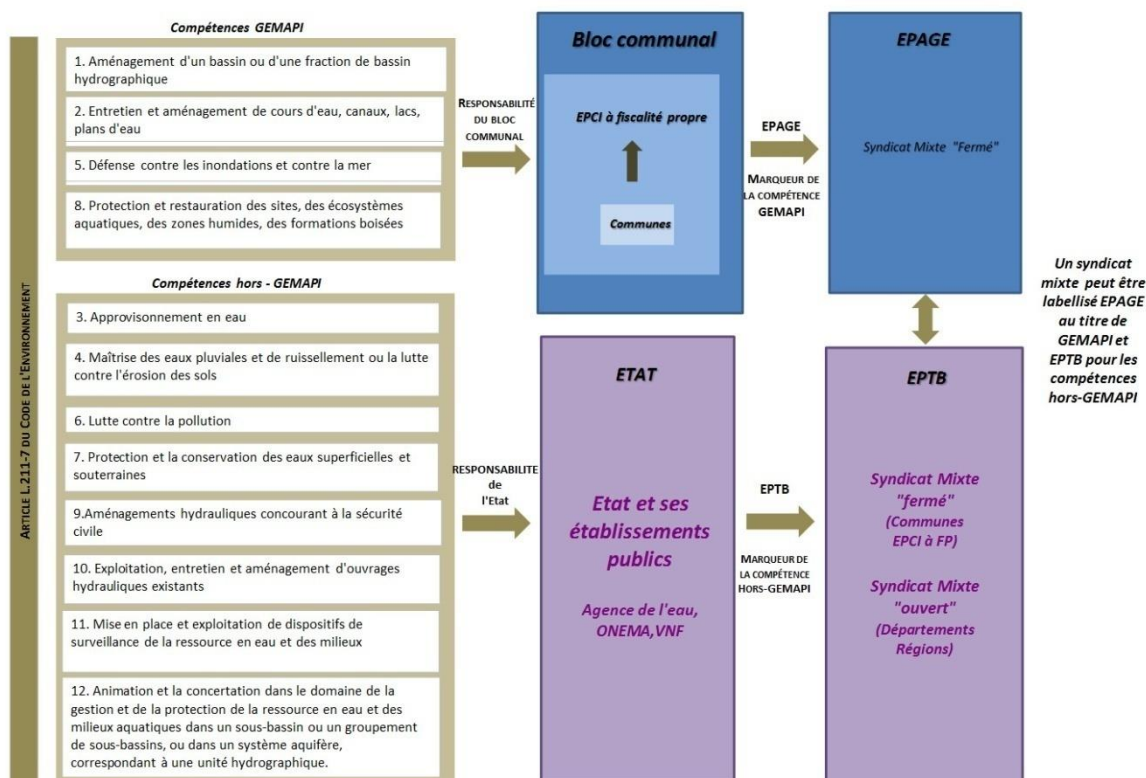 ARTICLE L.211-7 DU CODE DE L'ENVIRONNEMENT
Compétences GEMAPI
1. Aménagement d'un bassin ou d'une fraction de bassin
hydrographique
2. Entretien et aménagement de cours d'eau, canaux, lacs,
plans d'eau
5. Défense contre les inondations et contre la mer
8. Protection et restauration des sites, des écosystèmes
aquatiques, des zones humides, des formations boisées
RESPONSABILITÉ
DU BLOC
COMMUNAL
Bloc communal
EPCI à fiscalité propre
Communes
EPAGE
MARQUEUR DE
LA COMPÉTENCE
GEMAPI
EPAGE
Syndicat Mixte "Fermé"
Un syndicat
mixte peut être
labellisé EPAGE
au titre de
GEMAPI et
EPTB pour les
compétences
hors-GEMAPI
Compétences hors - GEMAPI
3. Approvisonnement en eau
4. Maîtrise des eaux pluviales et de ruissellement ou la lutte
contre l'érosion des sols
6. Lutte contre la pollution
7. Protection et la conservation des eaux superficielles et
souterraines
9.Aménagements hydrauliques concourant à la sécurité
civile
10. Exploitation, entretien et aménagement d'ouvrages
hydrauliques existants
11. Mise en place et exploitation de dispositifs de
surveillance de la ressource en eau et des milieux
12. Animation et la concertation dans le domaine de la
gestion et de la protection de la ressource en eau et des
milieux aquatiques dans un sous-bassin ou un groupement
de sous-bassins, ou dans un système aquifère,
correspondant à une unité hydrographique.
RESPONSABILITE
de
l'Etat
ETAT
Etat et ses
établissements
publics
Agence de l'eau,
ONEMA,VNF
EPTB
MARQUEUR DE
LA COMPÉTENCE
HORS-GEMAPI
EPTB
Syndicat Mixte
"fermé"
(Communes
EPCI à FP)
Syndicat Mixte
"ouvert"
(Départements
Régions)